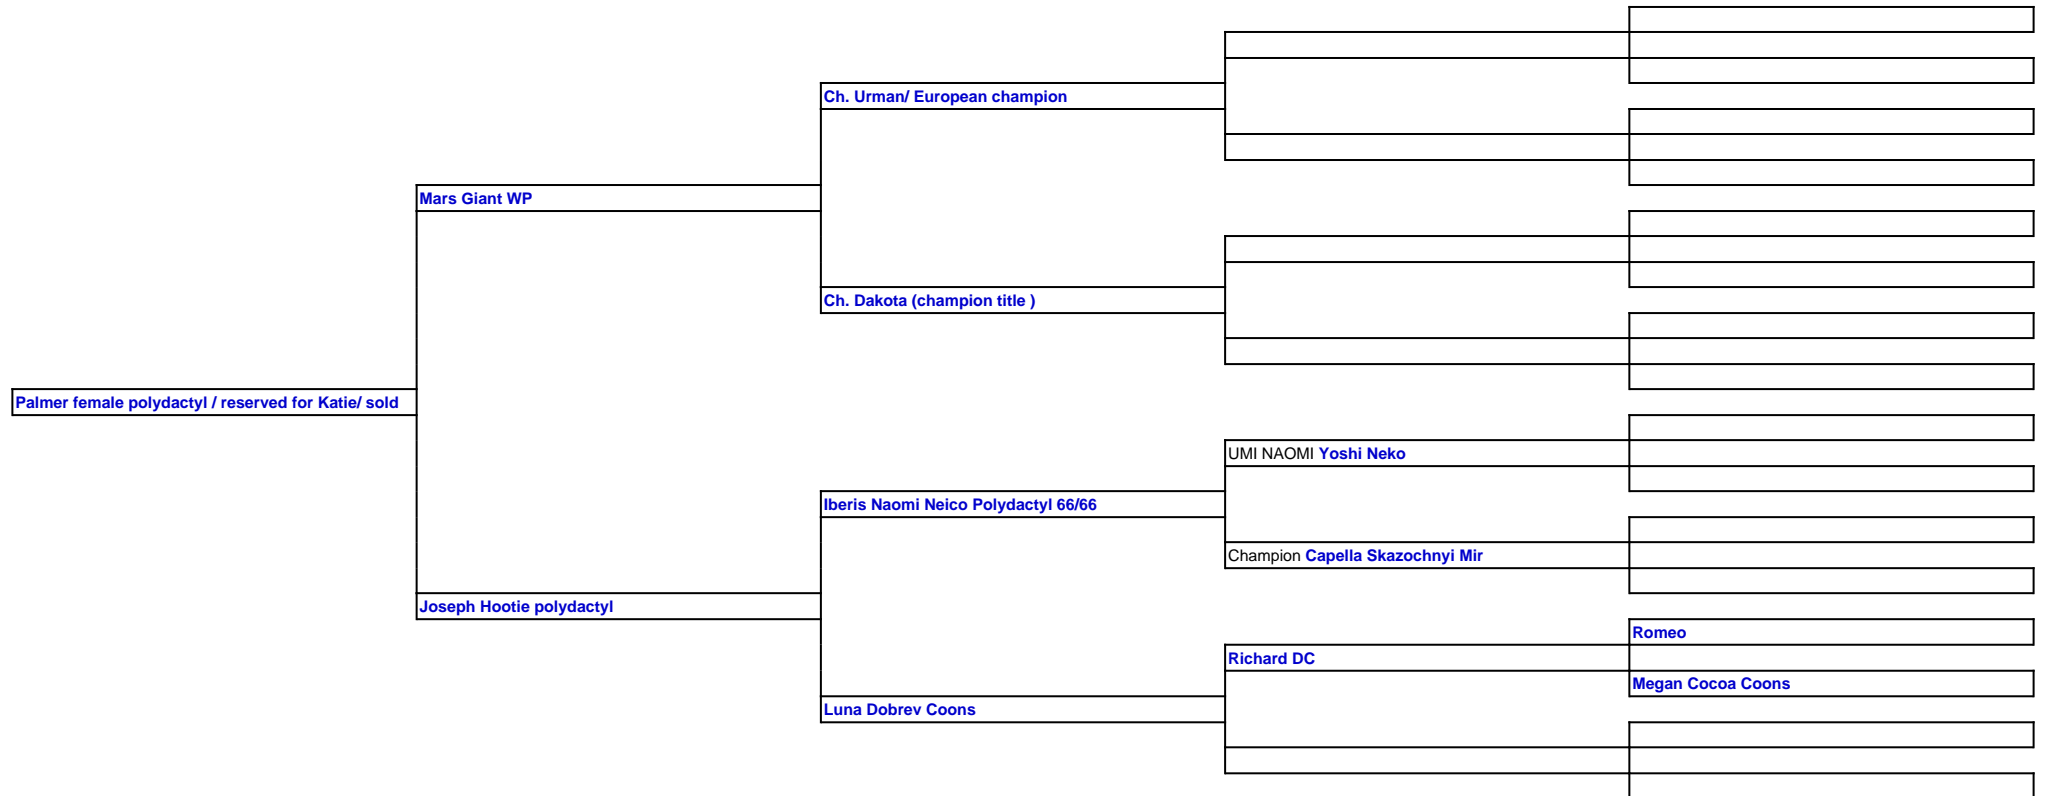 Ch. Urman/ European champion
Mars Giant WP
Ch. Dakota (champion title )
Palmer female polydactyl / reserved for Katie/ sold
UMI NAOMI Yoshi Neko
Iberis Naomi Neico Polydactyl 66/66
Champion Capella Skazochnyi Mir
Joseph Hootie polydactyl
Romeo
Richard DC
Megan Cocoa Coons
Luna Dobrev Coons